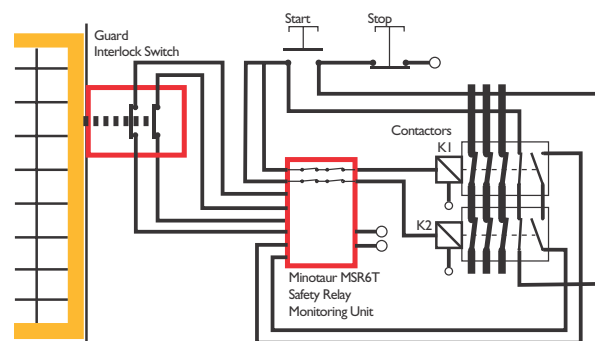 Start
Stop
Guard
Interlock Switch
Contactors
K1
K2
Minotaur MSR6T
Safety Relay
Monitoring Unit